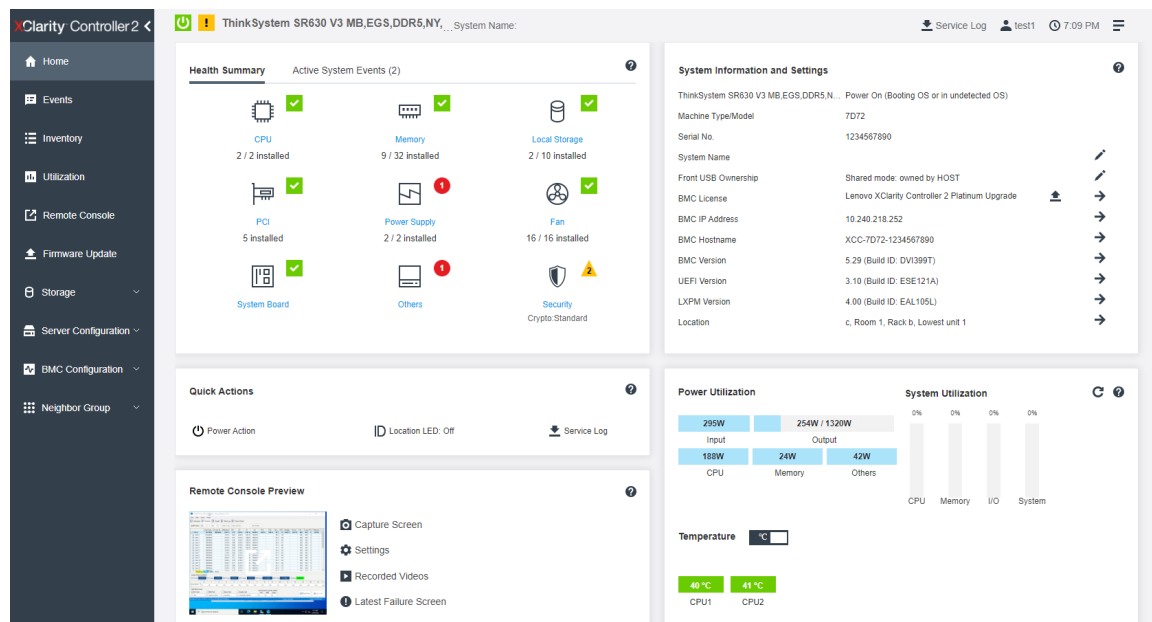 XClarity Controller 2
ThinkSystem SR630 V3 MB,EGS,DDR5,NY,... System Name:
Service Log
test1
7:09 PM
Home
Events
Inventory
Utilization
Remote Console
Firmware Update
Storage
Server Configuration
BMC Configuration
Neighbor Group
Health Summary
Active System Events (2)
CPU
2 / 2 installed
Memory
9 / 32 installed
Local Storage
2 / 10 installed
PCI
5 installed
1
Power Supply
2 / 2 installed
Fan
16 / 16 installed
System Board
1
Others
2
Security
Crypto:Standard
System Information and Settings
ThinkSystem SR630 V3 MB,EGS,DDR5,N... Power On (Booting OS or in undetected OS)
Machine Type/Model 7D72
Serial No. 1234567890
System Name
Front USB Ownership Shared mode: owned by HOST
BMC License Lenovo XClarity Controller 2 Platinum Upgrade
BMC IP Address 10.240.218.252
BMC Hostname XCC-7D72-1234567890
BMC Version 5.29 (Build ID: DVI399T)
UEFI Version 3.10 (Build ID: ESE121A)
LXPM Version 4.00 (Build ID: EAL105L)
Location c, Room 1, Rack b, Lowest unit 1
Quick Actions
Power Action
Location LED: Off
Service Log
Remote Console Preview
Capture Screen
Settings
Recorded Videos
Latest Failure Screen
Power Utilization
295W 254W / 1320W
Input Output
188W 24W 42W
CPU Memory Others
System Utilization
0% 0% 0% 0%
CPU Memory I/O System
Temperature °C
40 °C 41 °C
CPU1 CPU2